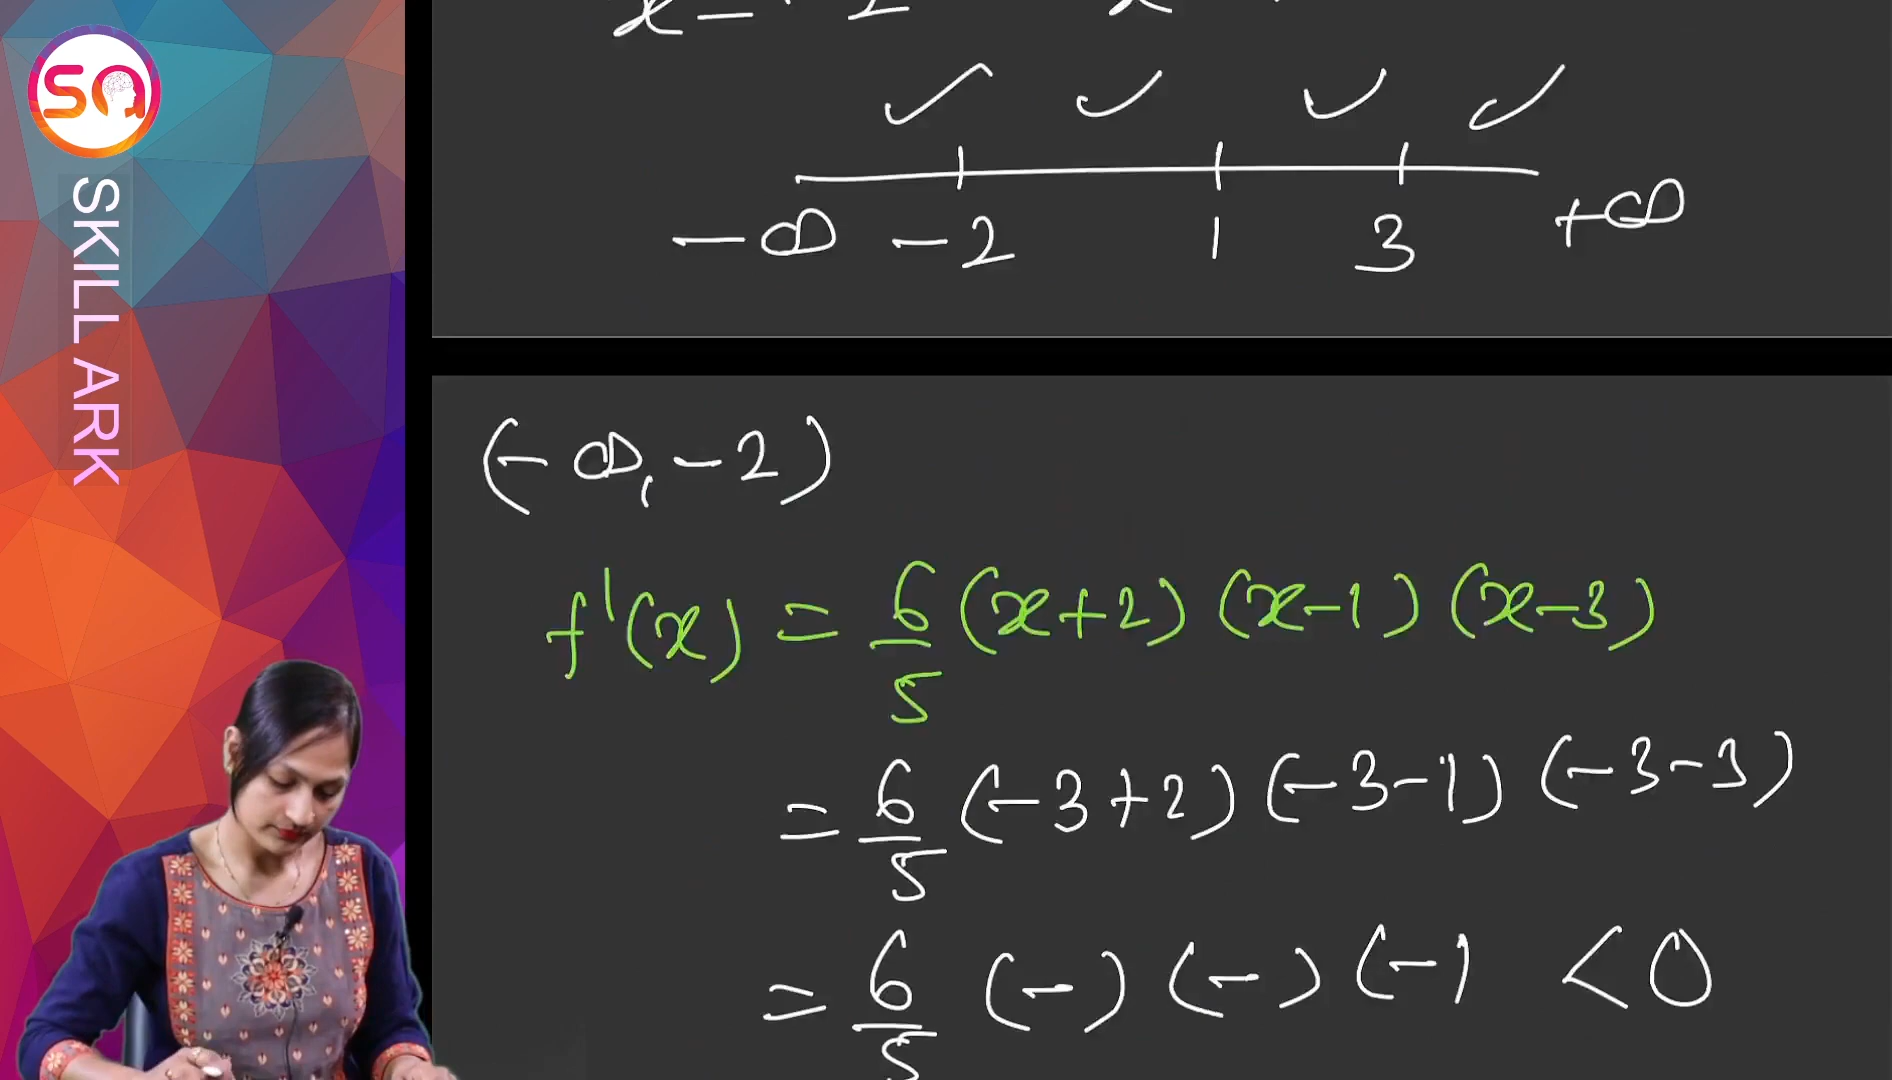 SA
SKILL ARK
-∞ -2 1 3 +∞
(-∞, -2)
f'(x) = 6/5 (x+2) (x-1) (x-3)
= 6/5 (-3+2) (-3-1) (-3-3)
= 6/5 (-) (-) (-) < 0